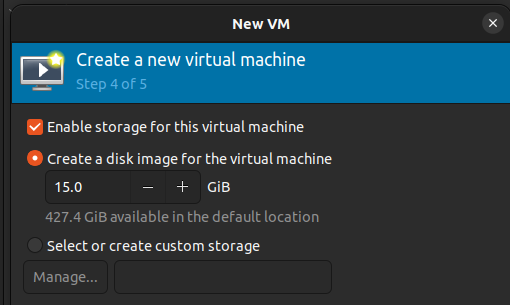 New VM
Create a new virtual machine
Step 4 of 5
Enable storage for this virtual machine
Create a disk image for the virtual machine
15.0 − + GiB
427.4 GiB available in the default location
Select or create custom storage
Manage...